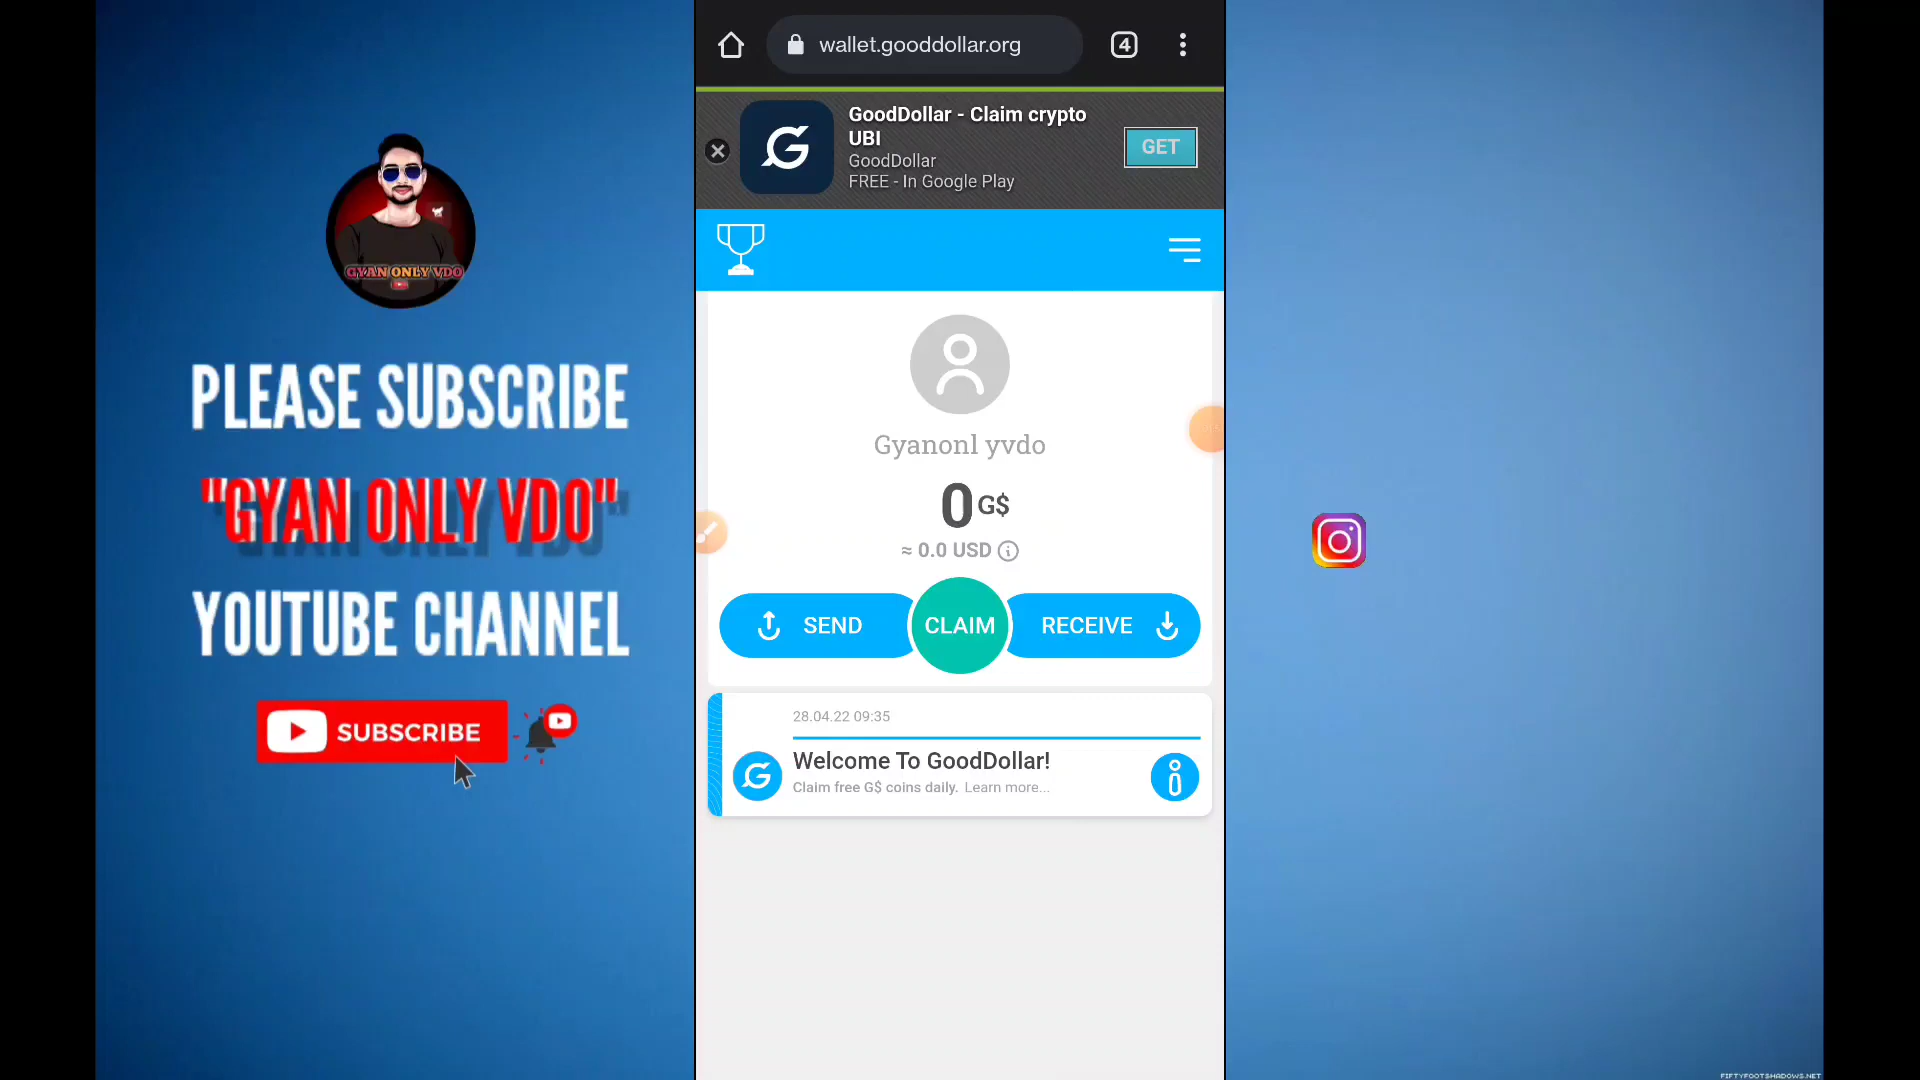 GYAN ONLY VDO
PLEASE SUBSCRIBE
"GYAN ONLY VDO"
YOUTUBE CHANNEL
SUBSCRIBE
wallet.gooddollar.org
4
GoodDollar - Claim crypto
UBI
GoodDollar
FREE - In Google Play
GET
Gyanonl yvdo
0 G$
≈ 0.0 USD
SEND
CLAIM
RECEIVE
28.04.22 09:35
Welcome To GoodDollar!
Claim free G$ coins daily. Learn more...
FIFTYFOOTSHADOWS.NET